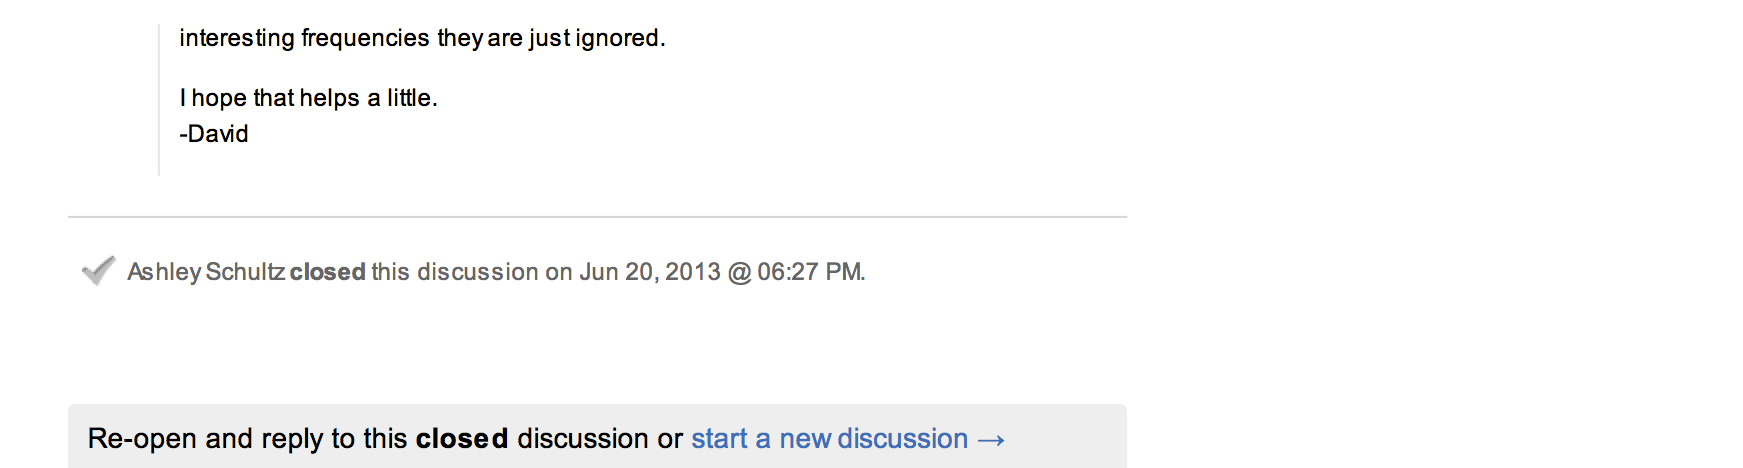 interesting frequencies they are just ignored.
I hope that helps a little.
-David
Ashley Schultz closed this discussion on Jun 20, 2013 @ 06:27 PM.
Re-open and reply to this closed discussion or start a new discussion →